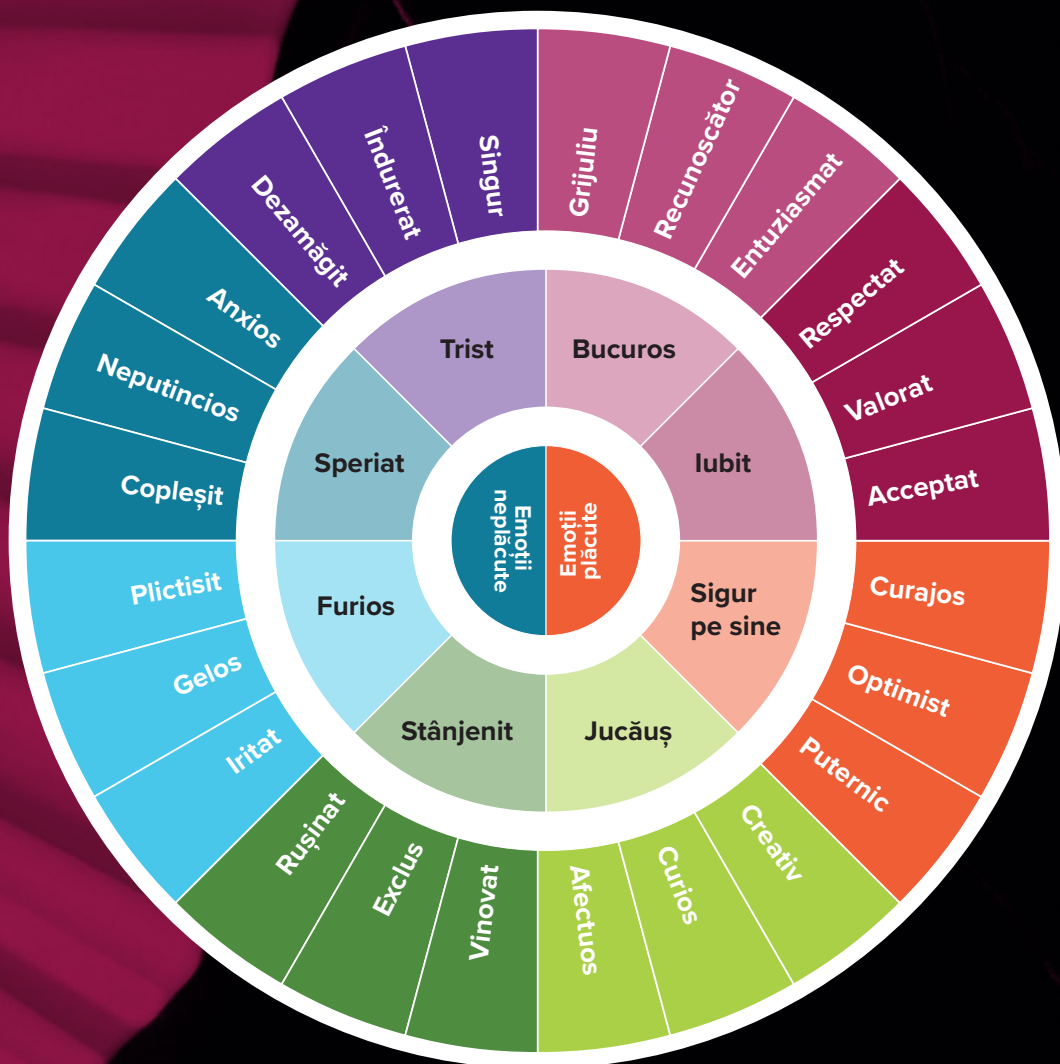 Emoții
neplăcute
Emoții
plăcute
Bucuros
Iubit
Sigur
pe sine
Jucăuș
Stânjenit
Furios
Speriat
Trist
Grijuliu
Recunoscător
Entuziasmat
Respectat
Valorat
Acceptat
Curajos
Optimist
Puternic
Creativ
Curios
Afectuos
Vinovat
Exclus
Rușinat
Iritat
Gelos
Plictisit
Copleșit
Neputincios
Anxios
Dezamăgit
Îndurerat
Singur